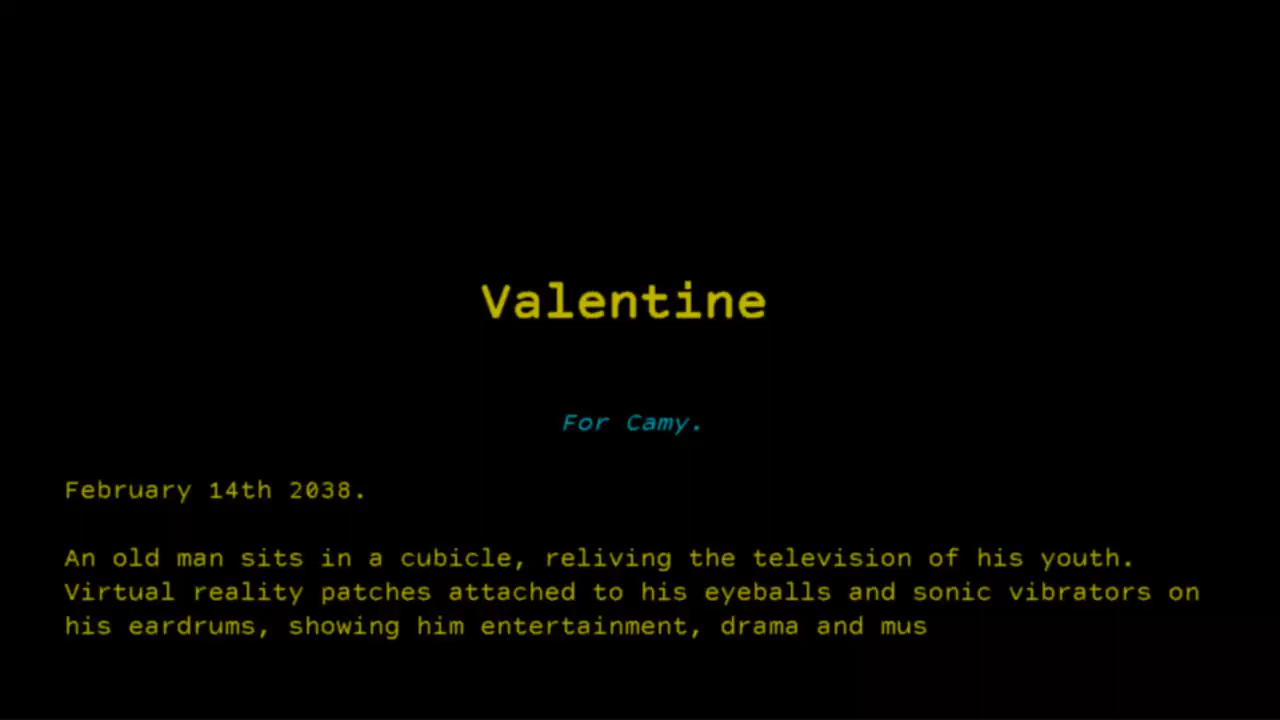 Valentine
For Camy.
February 14th 2038.
An old man sits in a cubicle, reliving the television of his youth.
Virtual reality patches attached to his eyeballs and sonic vibrators on
his eardrums, showing him entertainment, drama and mus